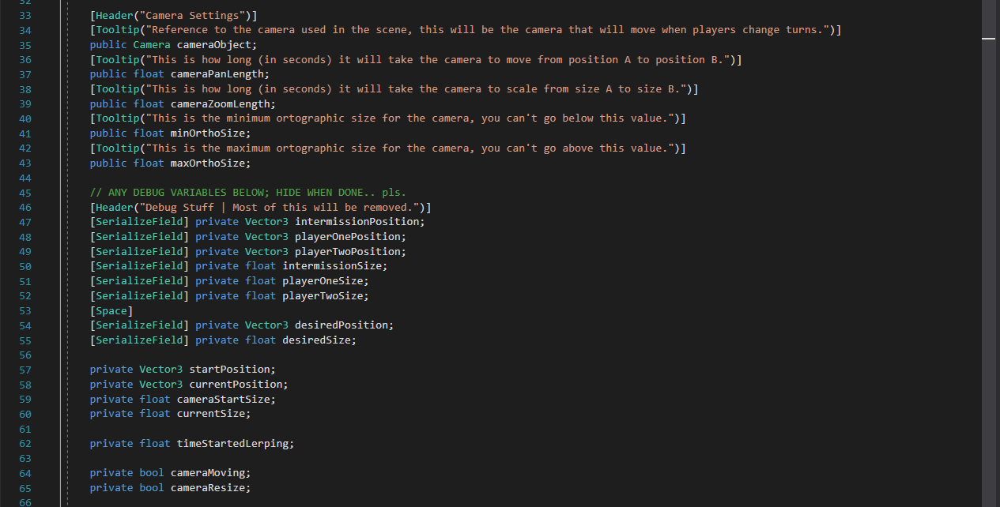 32
33 [Header("Camera Settings")]
34 [Tooltip("Reference to the camera used in the scene, this will be the camera that will move when players change turns.")]
35 public Camera cameraObject;
36 [Tooltip("This is how long (in seconds) it will take the camera to move from position A to position B.")]
37 public float cameraPanLength;
38 [Tooltip("This is how long (in seconds) it will take the camera to scale from size A to size B.")]
39 public float cameraZoomLength;
40 [Tooltip("This is the minimum ortographic size for the camera, you can't go below this value.")]
41 public float minOrthoSize;
42 [Tooltip("This is the maximum ortographic size for the camera, you can't go above this value.")]
43 public float maxOrthoSize;
44
45 // ANY DEBUG VARIABLES BELOW; HIDE WHEN DONE.. pls.
46 [Header("Debug Stuff | Most of this will be removed.")]
47 [SerializeField] private Vector3 intermissionPosition;
48 [SerializeField] private Vector3 playerOnePosition;
49 [SerializeField] private Vector3 playerTwoPosition;
50 [SerializeField] private float intermissionSize;
51 [SerializeField] private float playerOneSize;
52 [SerializeField] private float playerTwoSize;
53 [Space]
54 [SerializeField] private Vector3 desiredPosition;
55 [SerializeField] private float desiredSize;
56
57 private Vector3 startPosition;
58 private Vector3 currentPosition;
59 private float cameraStartSize;
60 private float currentSize;
61
62 private float timeStartedLerping;
63
64 private bool cameraMoving;
65 private bool cameraResize;
66